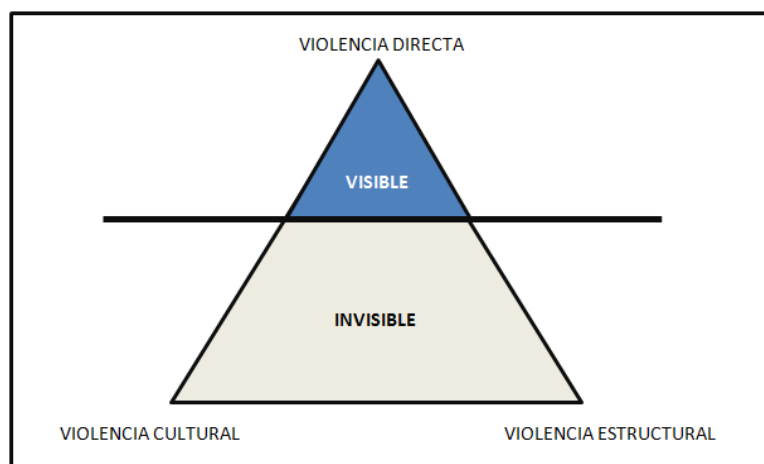 VIOLENCIA DIRECTA
VISIBLE
INVISIBLE
VIOLENCIA CULTURAL
VIOLENCIA ESTRUCTURAL